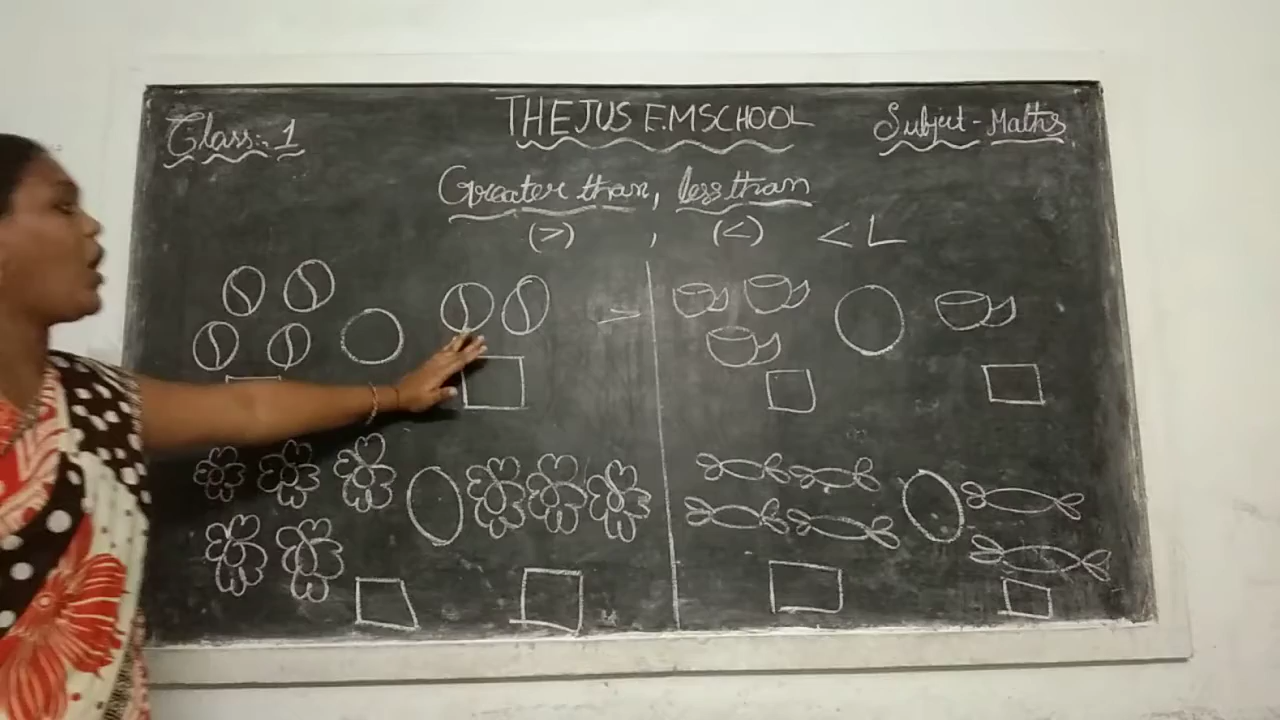 Class:- 1
THEJUS E.M SCHOOL
Subject - Maths
Greater than, less than
(>) , (<) < L
=